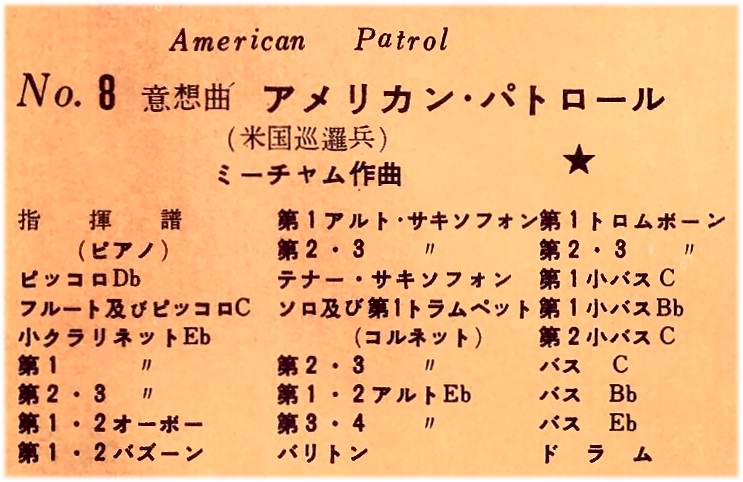 American Patrol
No. 8 意想曲 アメリカン・パトロール
(米国巡邏兵)
★
ミーチャム作曲
指揮譜
(ピアノ)
ピッコロDb
フルート及びピッコロC
小クラリネットEb
第1 〃
第2・3 〃
第1・2オーボー
第1・2バズーン
第1アルト・サキソフォン
第2・3 〃
テナー・サキソフォン
ソロ及び第1トラムペット
(コルネット)
第2・3 〃
第1・2アルトEb
第3・4 〃
バリトン
第1トロムボーン
第2・3 〃
第1小バスC
第1小バスBb
第2小バスC
バス C
バス Bb
バス Eb
ドラム